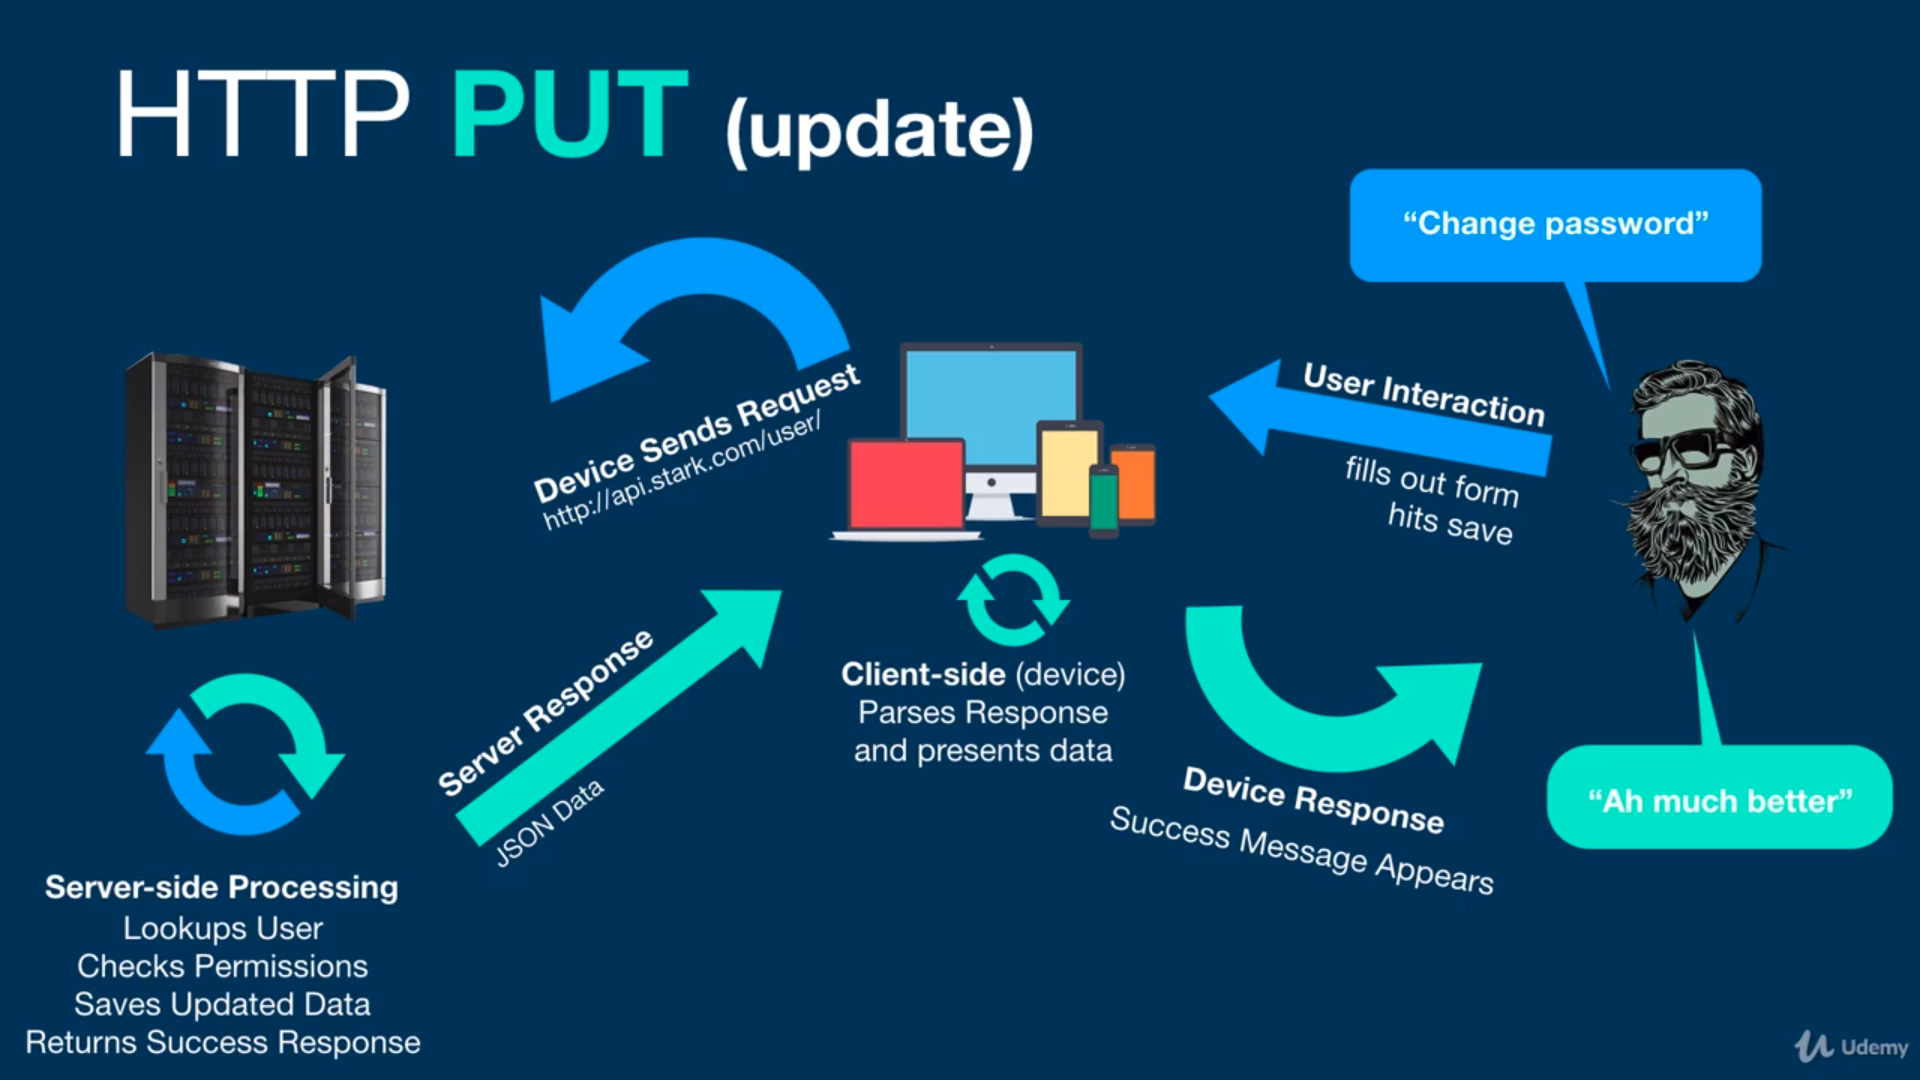 HTTP PUT (update)
“Change password”
User Interaction
fills out form
hits save
Device Sends Request
http://api.stark.com/user/
Server Response
JSON Data
Client-side (device)
Parses Response
and presents data
Device Response
Success Message Appears
“Ah much better”
Server-side Processing
Lookups User
Checks Permissions
Saves Updated Data
Returns Success Response
Udemy